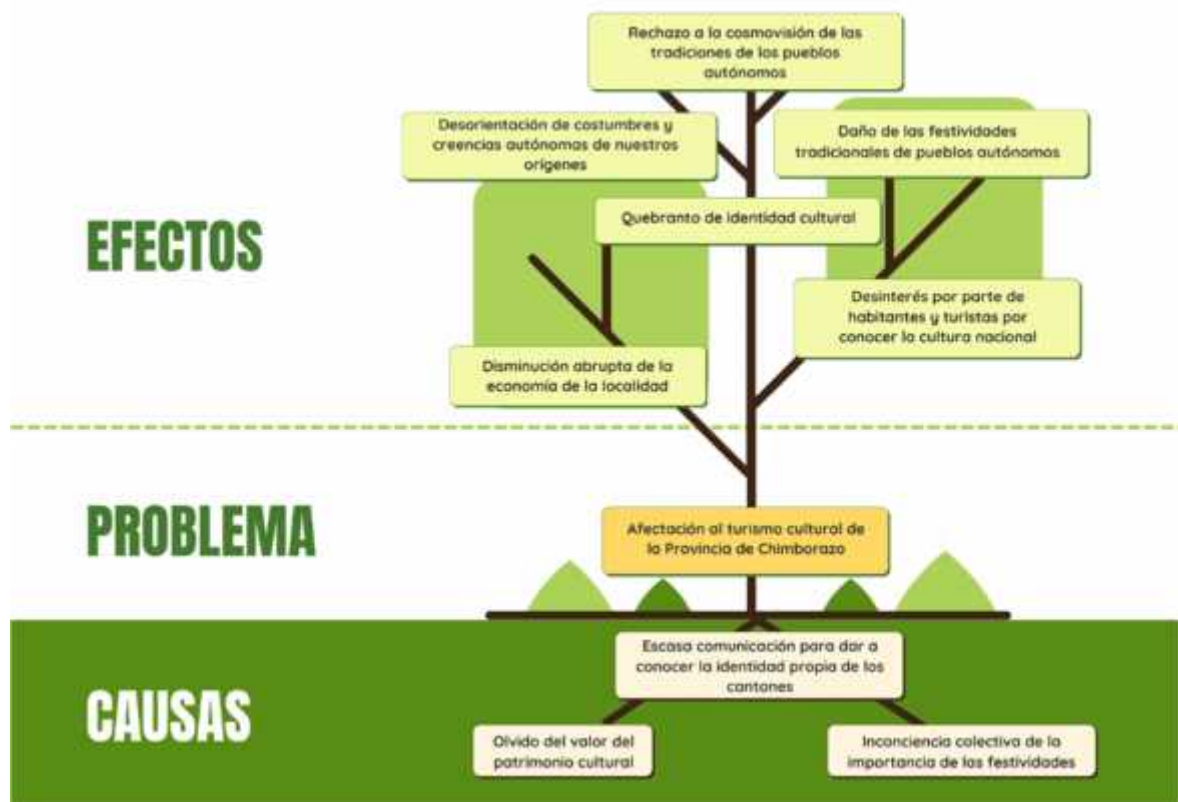 Rechazo a la cosmovisión de las
tradiciones de los pueblos
autónomos
Desorientación de costumbres y
creencias autónomas de nuestros
orígenes
Daño de las festividades
tradicionales de pueblos autónomos
EFECTOS
Quebranto de identidad cultural
Desinterés por parte de
habitantes y turistas por
conocer la cultura nacional
Disminución abrupta de la
economía de la localidad
PROBLEMA
Afectación al turismo cultural de
la Provincia de Chimborazo
CAUSAS
Escasa comunicación para dar a
conocer la identidad propia de los
cantones
Olvido del valor del
patrimonio cultural
Inconciencia colectiva de la
importancia de las festividades